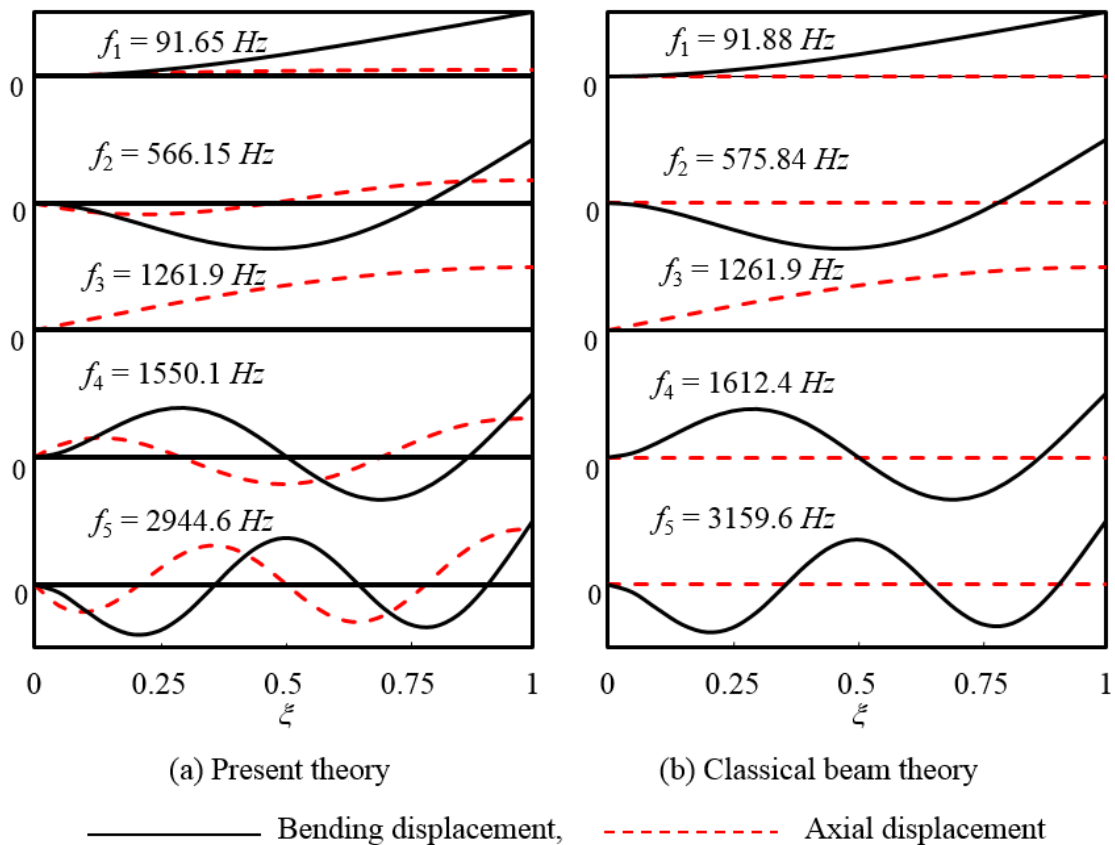 f1 = 91.65 Hz
0
f2 = 566.15 Hz
0
f3 = 1261.9 Hz
0
f4 = 1550.1 Hz
0
f5 = 2944.6 Hz
0
0 0.25 0.5 0.75 1
ξ
(a) Present theory
f1 = 91.88 Hz
0
f2 = 575.84 Hz
0
f3 = 1261.9 Hz
0
f4 = 1612.4 Hz
0
f5 = 3159.6 Hz
0
0 0.25 0.5 0.75 1
ξ
(b) Classical beam theory
Bending displacement, Axial displacement